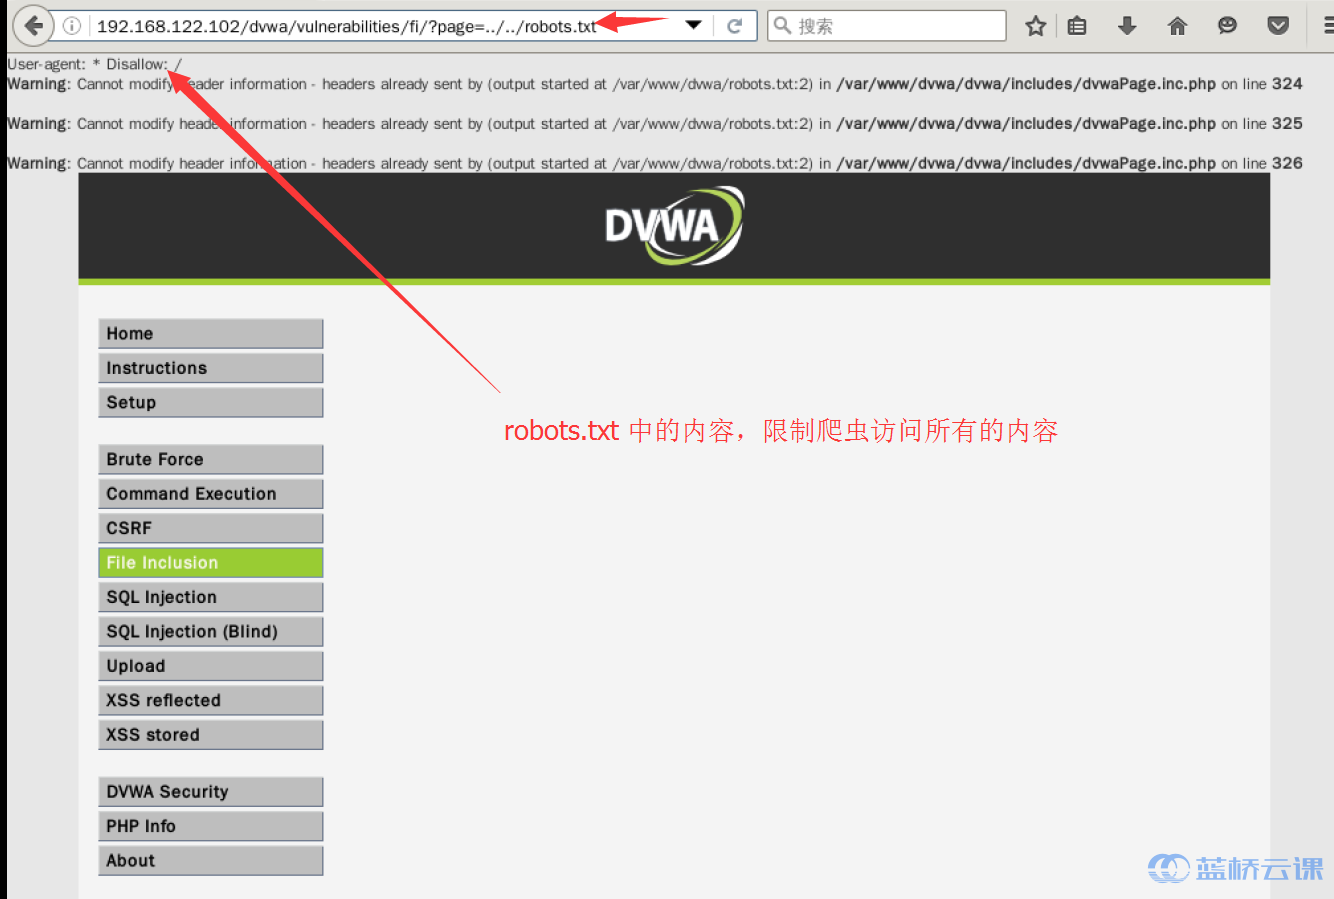 192.168.122.102/dvwa/vulnerabilities/fi/?page=../../robots.txt
搜索
User-agent: * Disallow: /
Warning: Cannot modify header information - headers already sent by (output started at /var/www/dvwa/robots.txt:2) in /var/www/dvwa/dvwa/includes/dvwaPage.inc.php on line 324
Warning: Cannot modify header information - headers already sent by (output started at /var/www/dvwa/robots.txt:2) in /var/www/dvwa/dvwa/includes/dvwaPage.inc.php on line 325
Warning: Cannot modify header information - headers already sent by (output started at /var/www/dvwa/robots.txt:2) in /var/www/dvwa/dvwa/includes/dvwaPage.inc.php on line 326
DVWA
Home
Instructions
Setup
robots.txt 中的内容，限制爬虫访问所有的内容
Brute Force
Command Execution
CSRF
File Inclusion
SQL Injection
SQL Injection (Blind)
Upload
XSS reflected
XSS stored
DVWA Security
PHP Info
About
蓝桥云课